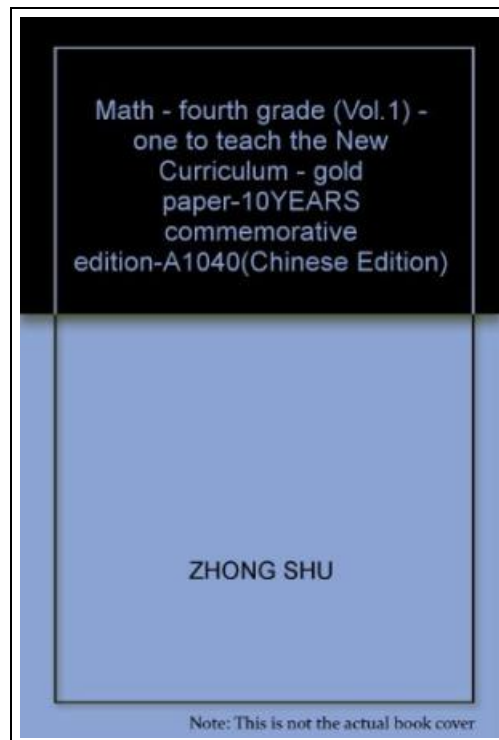 Math - fourth grade (Vol.1) -
one to teach the New
Curriculum - gold
paper-10YEARS
commemorative
edition-A1040(Chinese Edition)
ZHONG SHU
Note: This is not the actual book cover